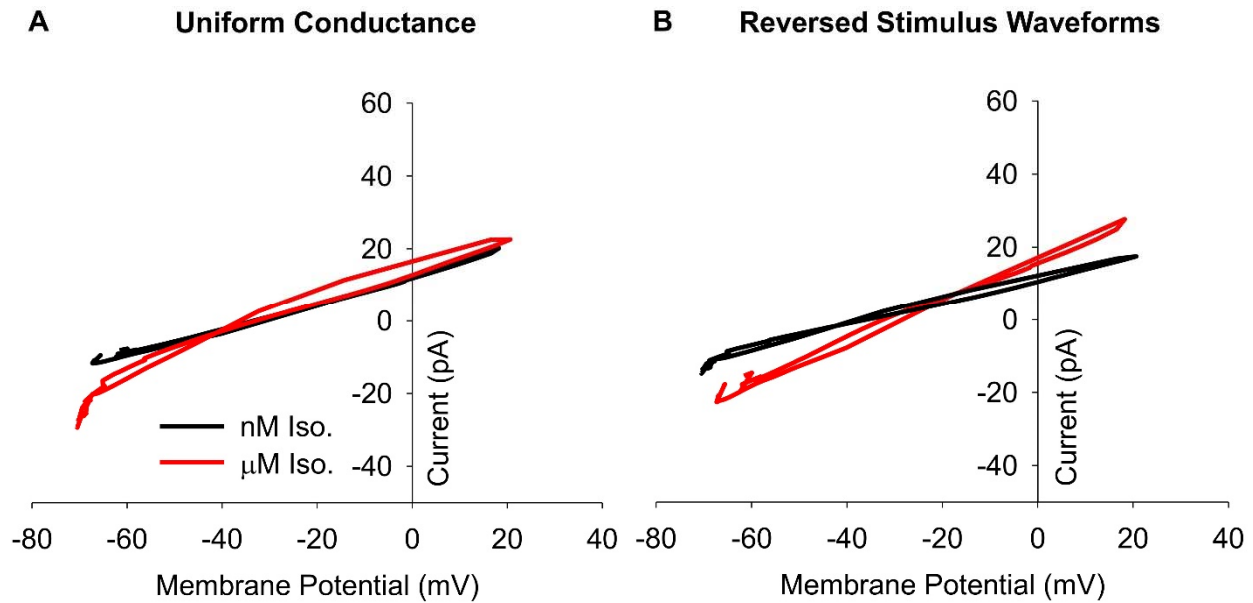 A Uniform Conductance
60
40
20
0
-20
-40
Current (pA)
nM Iso.
μM Iso.
-80 -60 -40 -20 0 20 40
Membrane Potential (mV)
B Reversed Stimulus Waveforms
60
40
20
0
-20
-40
Current (pA)
-80 -60 -40 -20 0 20 40
Membrane Potential (mV)